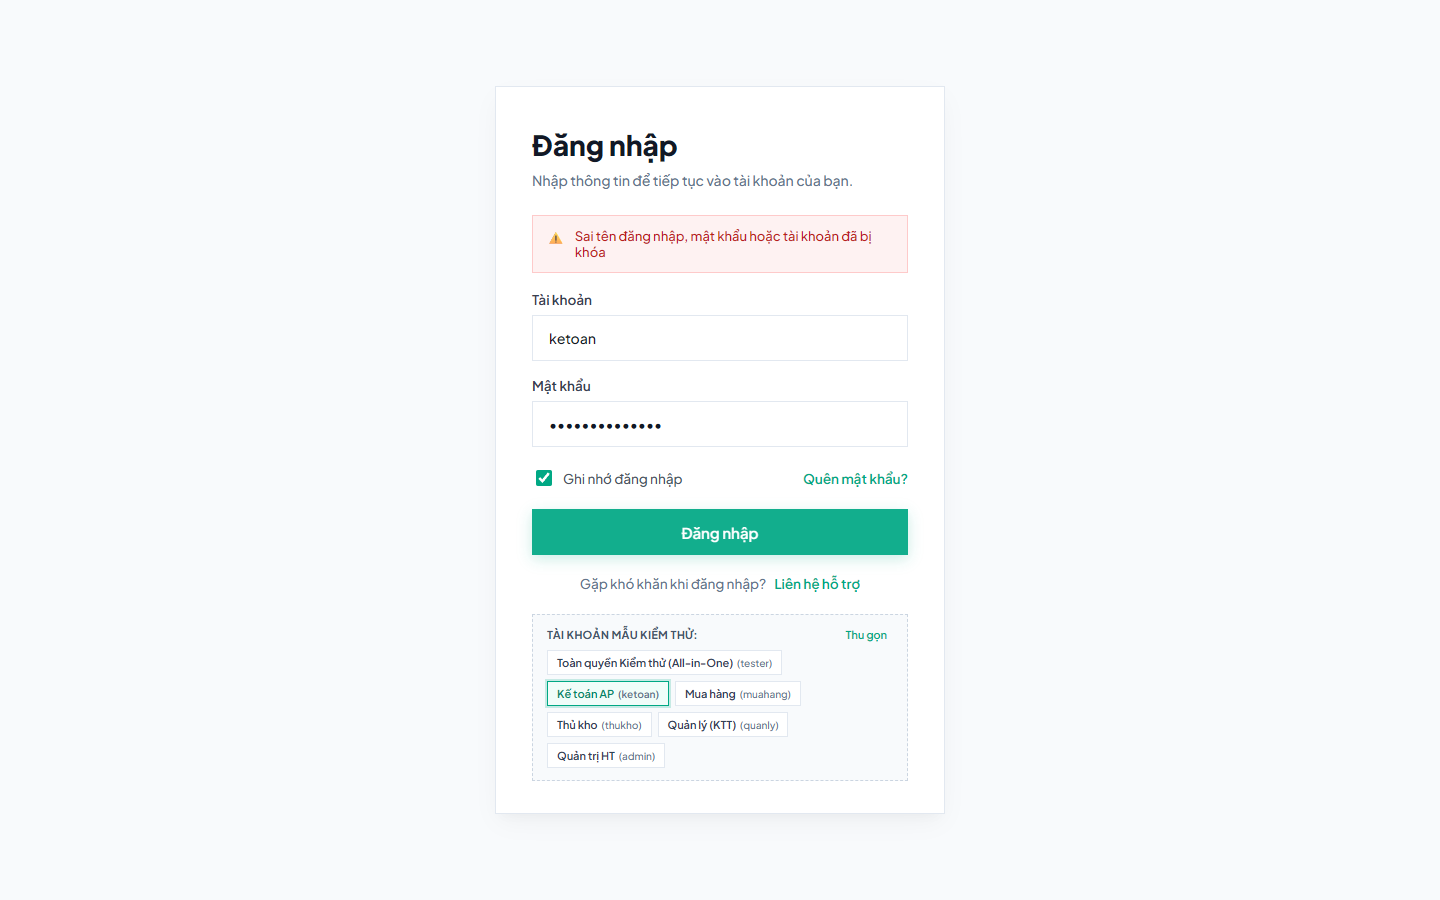 Đăng nhập
Nhập thông tin để tiếp tục vào tài khoản của bạn.
Sai tên đăng nhập, mật khẩu hoặc tài khoản đã bị
khóa
Tài khoản
ketoan
Mật khẩu
••••••••••••••
Ghi nhớ đăng nhập Quên mật khẩu?
Đăng nhập
Gặp khó khăn khi đăng nhập? Liên hệ hỗ trợ
TÀI KHOẢN MẪU KIỂM THỬ: Thu gọn
Toàn quyền Kiểm thử (All-in-One) (tester)
Kế toán AP (ketoan) Mua hàng (muahang)
Thủ kho (thukho) Quản lý (KTT) (quanly)
Quản trị HT (admin)